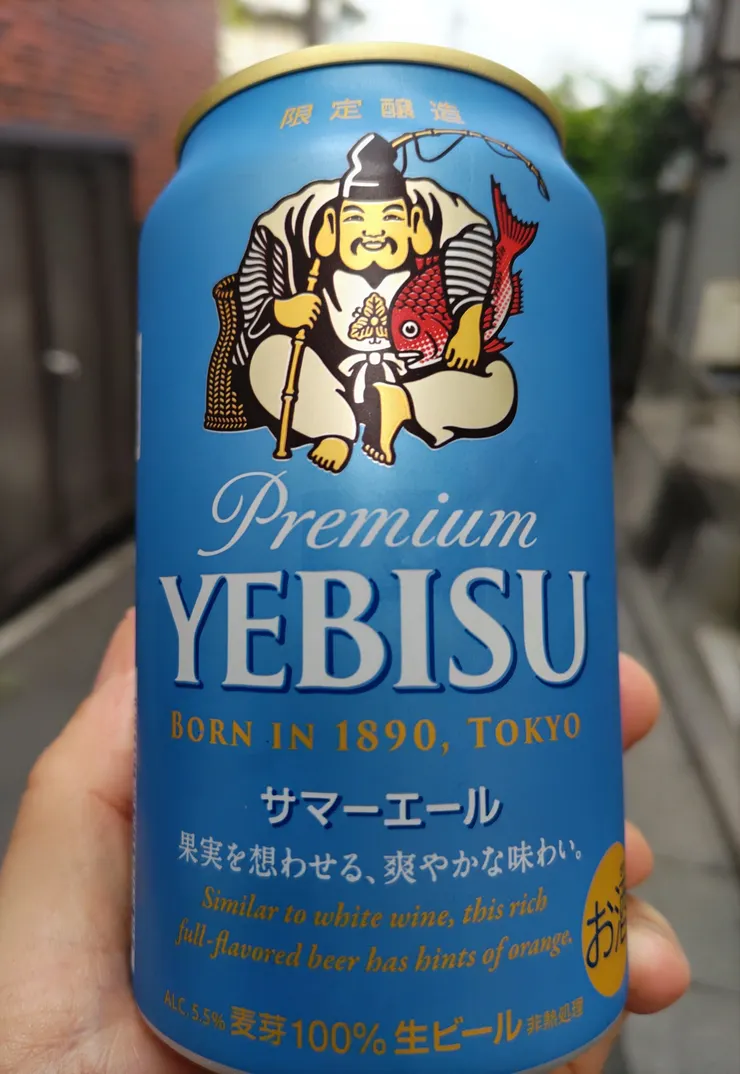 限定醸造
Premium
YEBISU
BORN IN 1890, TOKYO
サマーエール
果実を想わせる、爽やかな味わい。
Similar to white wine, this rich
full-flavored beer has hints of orange.
お酒
ALC.5.5% 麦芽100% 生ビール 非熱処理